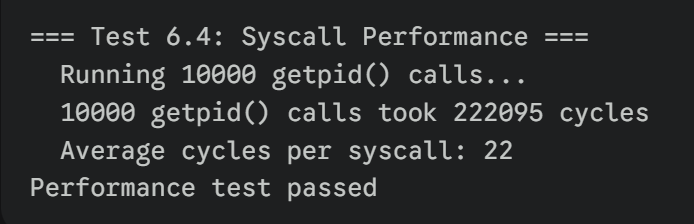 === Test 6.4: Syscall Performance ===
Running 10000 getpid() calls...
10000 getpid() calls took 222095 cycles
Average cycles per syscall: 22
Performance test passed